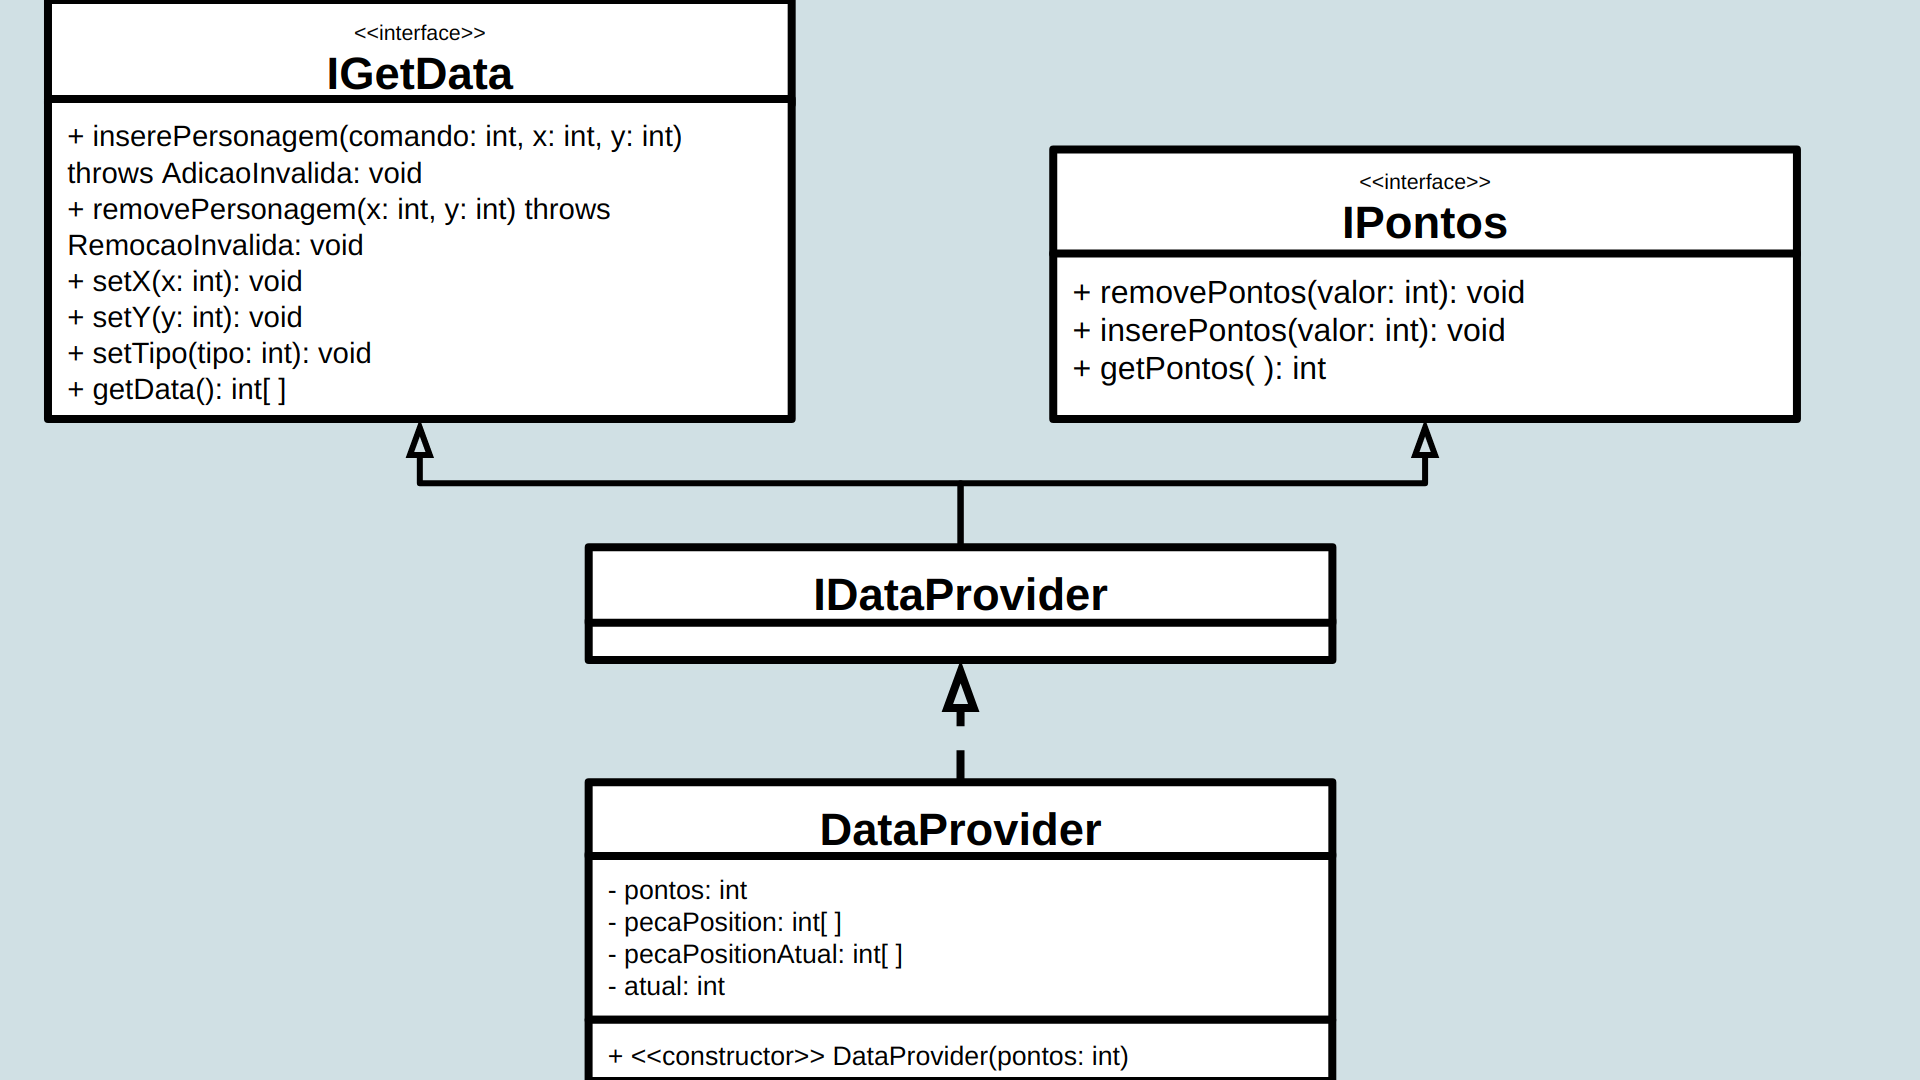 <<interface>>
IGetData
+ inserePersonagem(comando: int, x: int, y: int)
throws AdicaoInvalida: void
+ removePersonagem(x: int, y: int) throws
RemocaoInvalida: void
+ setX(x: int): void
+ setY(y: int): void
+ setTipo(tipo: int): void
+ getData(): int[ ]
<<interface>>
IPontos
+ removePontos(valor: int): void
+ inserePontos(valor: int): void
+ getPontos( ): int
IDataProvider
DataProvider
- pontos: int
- pecaPosition: int[ ]
- pecaPositionAtual: int[ ]
- atual: int
+ <<constructor>> DataProvider(pontos: int)